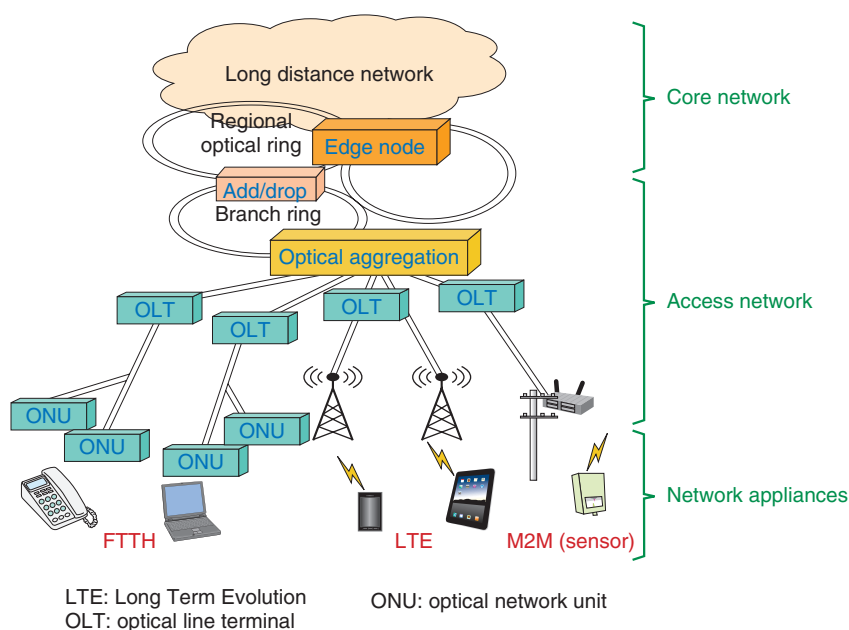 Long distance network
Core network
Regional
optical ring
Edge node
Add/drop
Branch ring
Optical aggregation
Access network
OLT
OLT
OLT
OLT
ONU
ONU
ONU
ONU
Network appliances
FTTH
LTE
M2M (sensor)
LTE: Long Term Evolution
ONU: optical network unit
OLT: optical line terminal